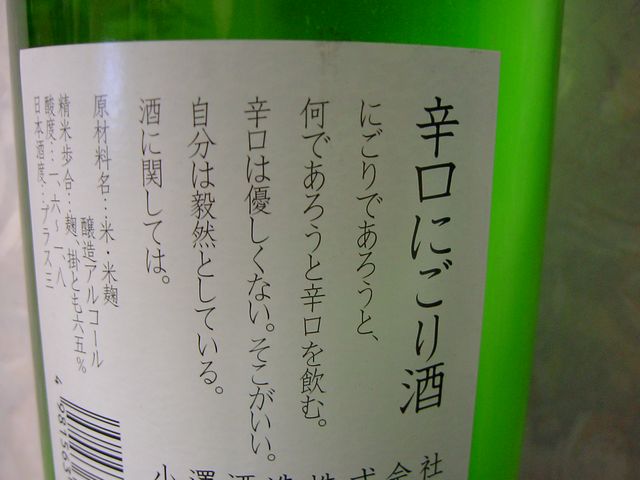 辛口にごり酒
にごりであろうと、
何であろうと辛口を飲む。
辛口は優しくない。そこがいい。
自分は毅然としている。
酒に関しては。
原材料名…米・米麹
醸造アルコール
精米歩合…麹、掛とも六五%
酸度…一、六〜一、八
日本酒度…プラス三
小澤酒造株式会社